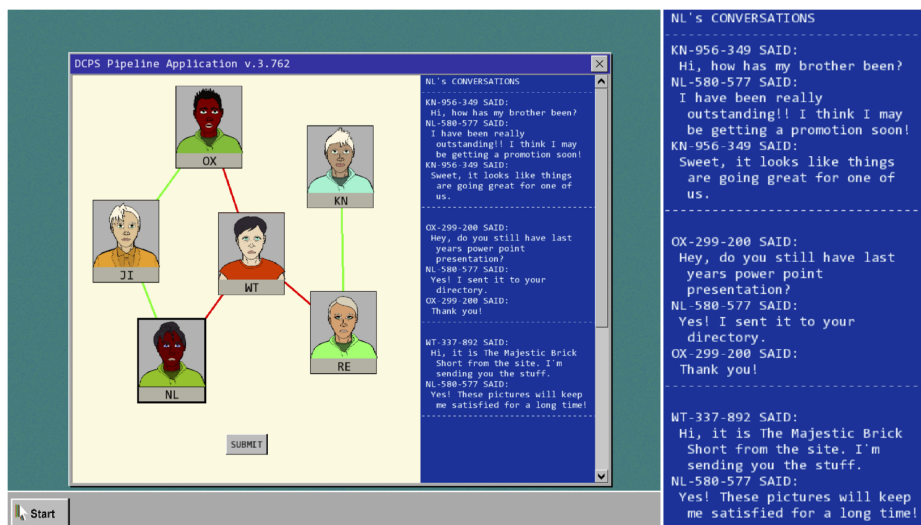 DCPS Pipeline Application v.3.762
OX
KN
JI
WT
NL
RE
SUBMIT
NL's CONVERSATIONS
KN-956-349 SAID:
Hi, how has my brother been?
NL-580-577 SAID:
I have been really
outstanding!! I think I may
be getting a promotion soon!
KN-956-349 SAID:
Sweet, it looks like things
are going great for one of
us.
OX-299-200 SAID:
Hey, do you still have last
years power point
presentation?
NL-580-577 SAID:
Yes! I sent it to your
directory.
OX-299-200 SAID:
Thank you!
WT-337-892 SAID:
Hi, it is The Majestic Brick
Short from the site. I'm
sending you the stuff.
NL-580-577 SAID:
Yes! These pictures will keep
me satisfied for a long time!
Start
NL's CONVERSATIONS
KN-956-349 SAID:
Hi, how has my brother been?
NL-580-577 SAID:
I have been really
outstanding!! I think I may
be getting a promotion soon!
KN-956-349 SAID:
Sweet, it looks like things
are going great for one of
us.
OX-299-200 SAID:
Hey, do you still have last
years power point
presentation?
NL-580-577 SAID:
Yes! I sent it to your
directory.
OX-299-200 SAID:
Thank you!
WT-337-892 SAID:
Hi, it is The Majestic Brick
Short from the site. I'm
sending you the stuff.
NL-580-577 SAID:
Yes! These pictures will keep
me satisfied for a long time!